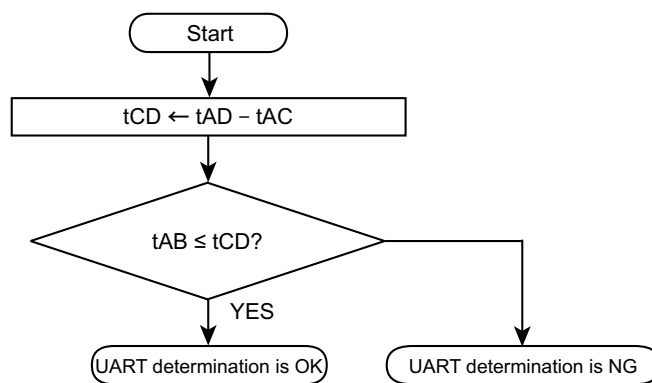 Start
tCD ← tAD − tAC
tAB ≤ tCD?
YES
UART determination is OK
UART determination is NG